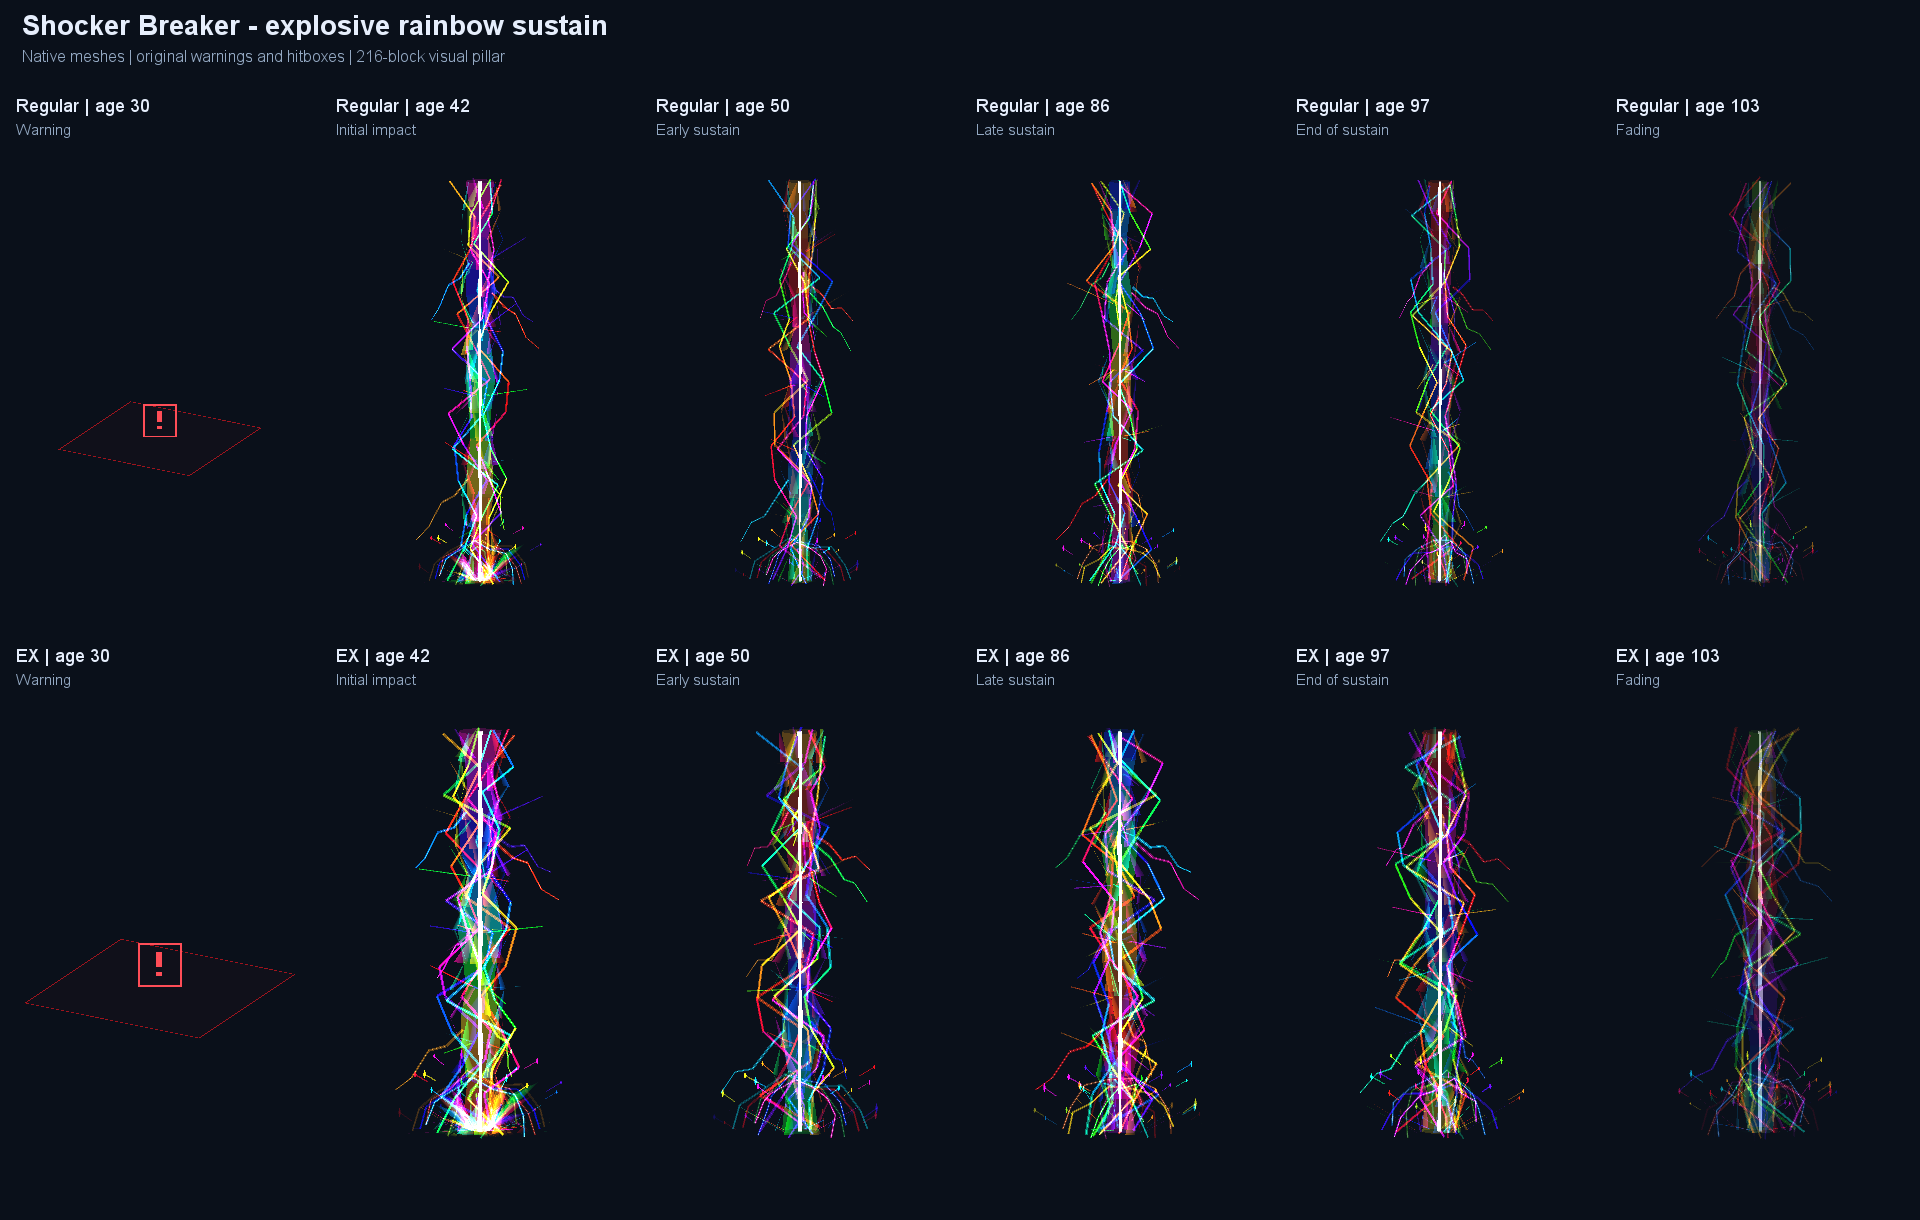 Shocker Breaker - explosive rainbow sustain
Native meshes | original warnings and hitboxes | 216-block visual pillar
Regular | age 30
Warning
Regular | age 42
Initial impact
Regular | age 50
Early sustain
Regular | age 86
Late sustain
Regular | age 97
End of sustain
Regular | age 103
Fading
!
EX | age 30
Warning
EX | age 42
Initial impact
EX | age 50
Early sustain
EX | age 86
Late sustain
EX | age 97
End of sustain
EX | age 103
Fading
!